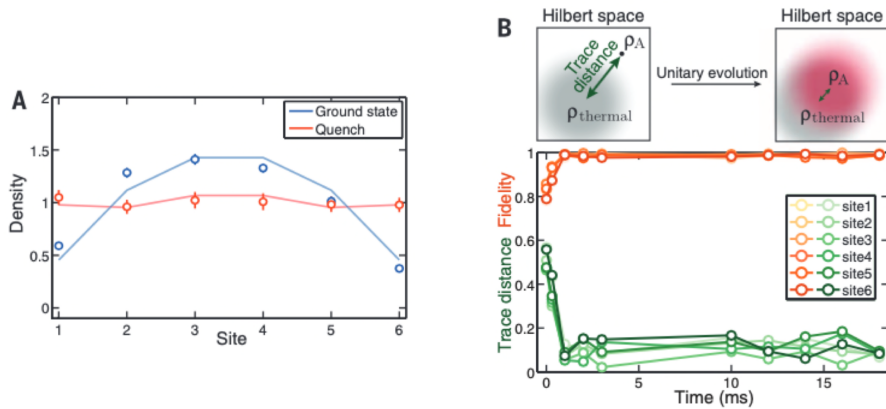 A
Density
2
1.5
1
0.5
0
Ground state
Quench
1
2
3
4
5
6
Site
B
Hilbert space
Hilbert space
Trace
distance
ρA
ρthermal
Unitary evolution
ρA
ρthermal
Trace distance
Fidelity
1
0.8
0.6
0.4
0.2
0
site1
site2
site3
site4
site5
site6
0
5
10
15
Time (ms)